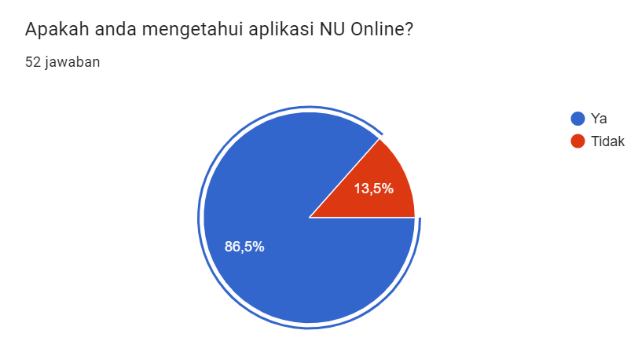 Apakah anda mengetahui aplikasi NU Online?
52 jawaban
Ya
Tidak
13,5%
86,5%